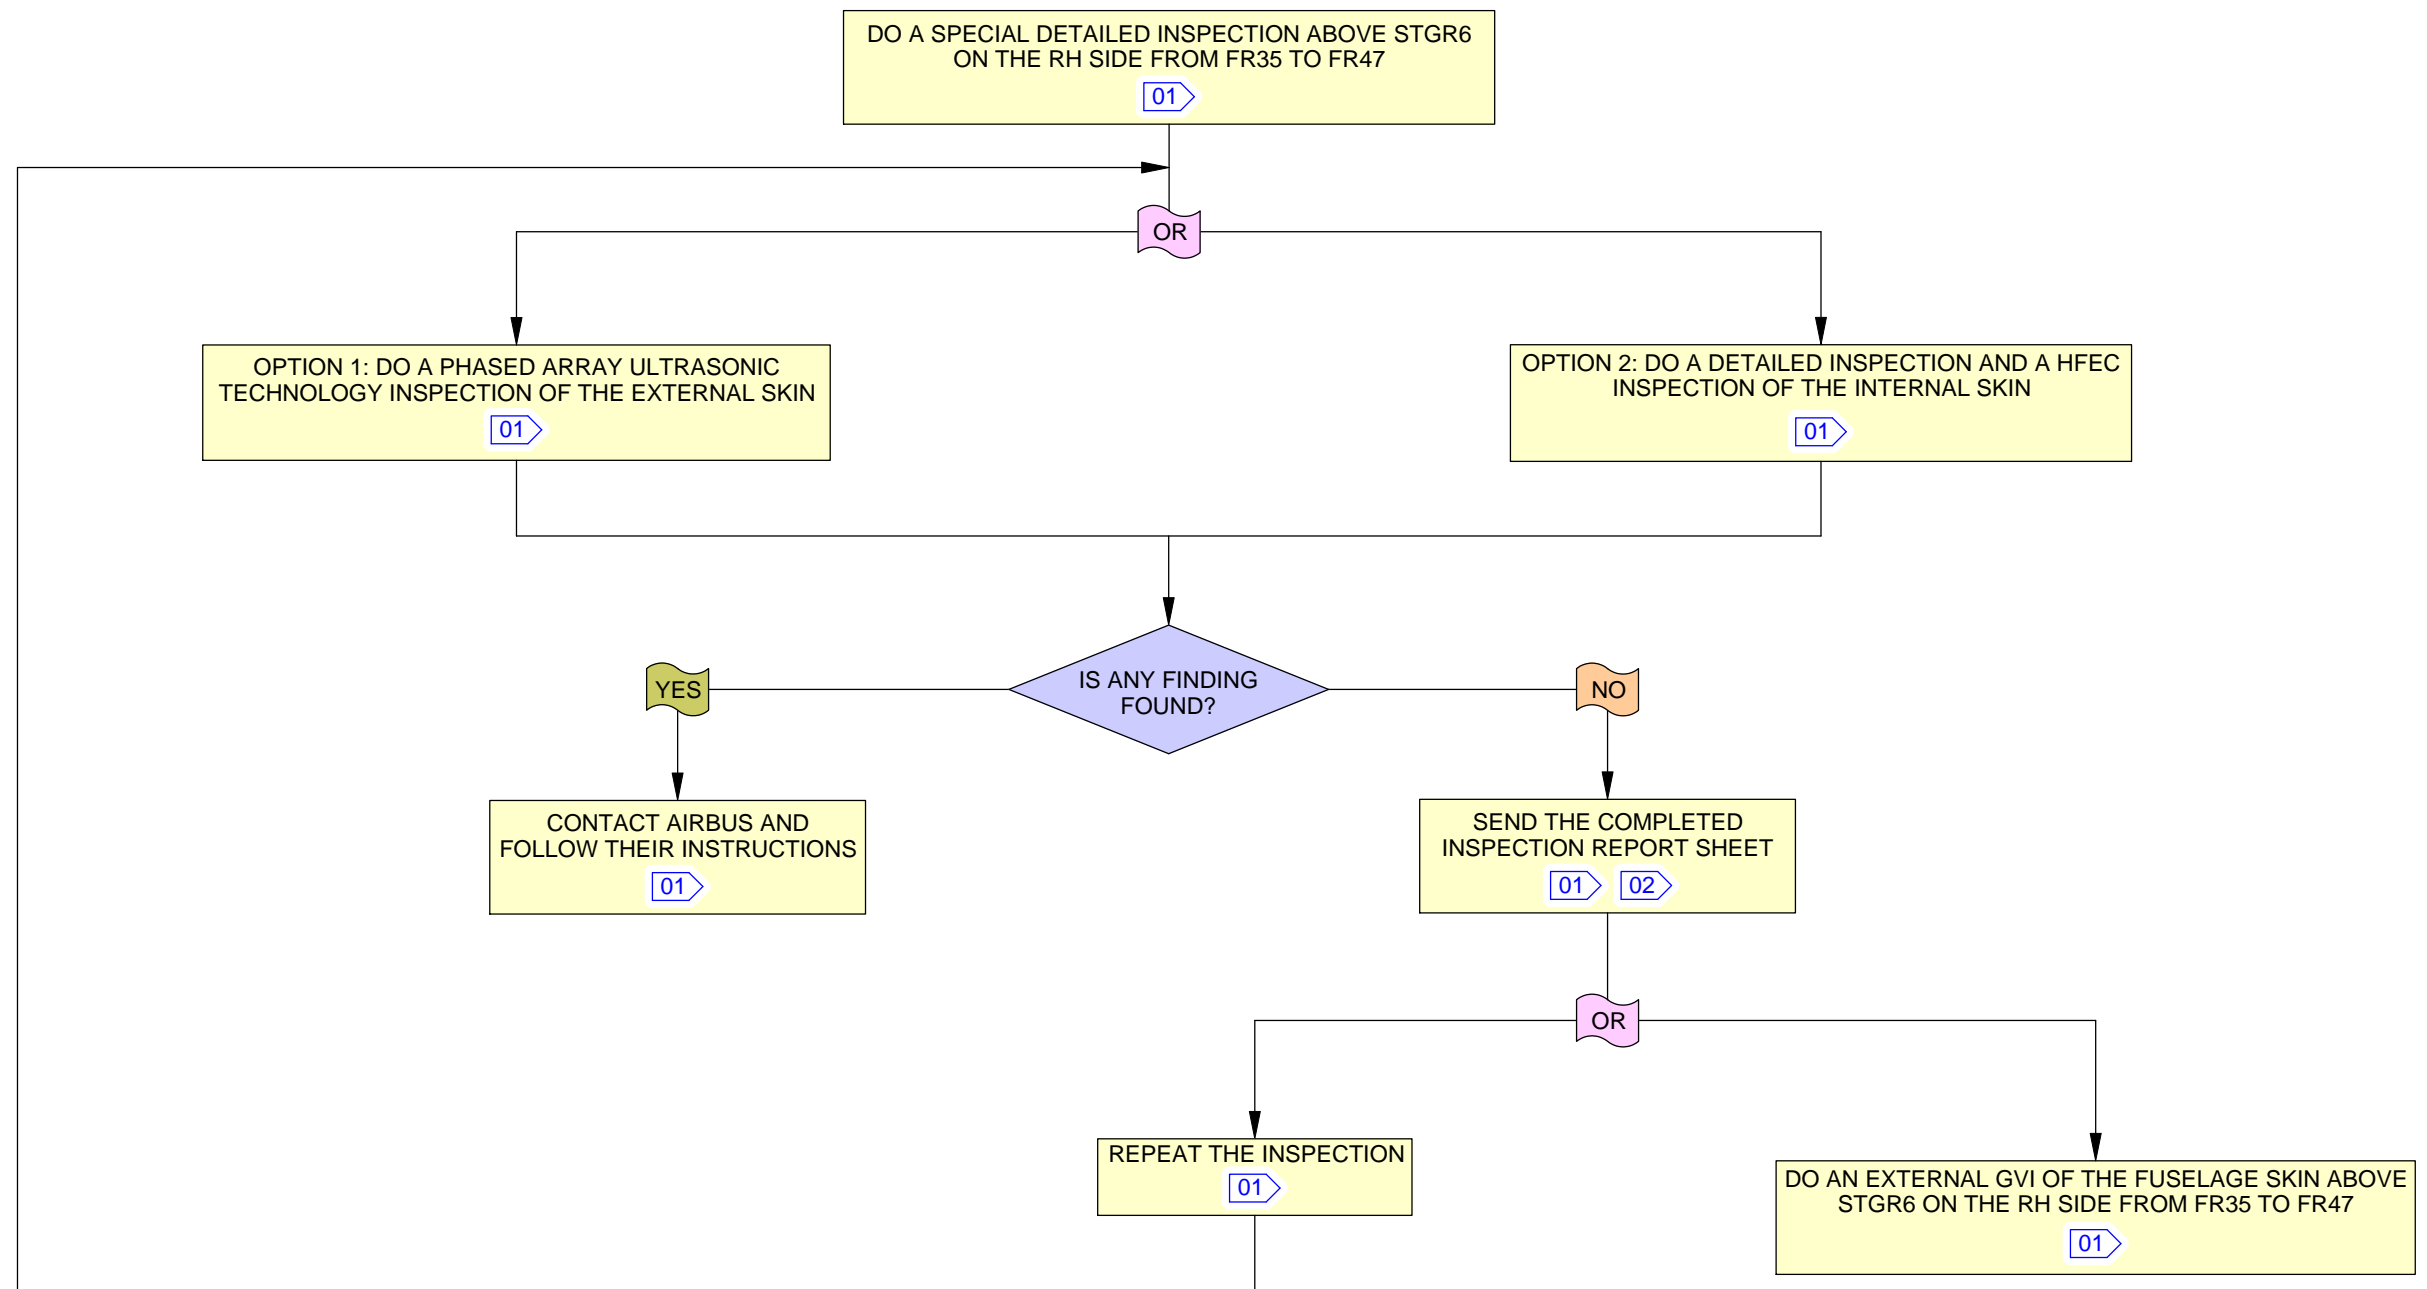 DO A SPECIAL DETAILED INSPECTION ABOVE STGR6
ON THE RH SIDE FROM FR35 TO FR47
01
OR
OPTION 1: DO A PHASED ARRAY ULTRASONIC
TECHNOLOGY INSPECTION OF THE EXTERNAL SKIN
01
OPTION 2: DO A DETAILED INSPECTION AND A HFEC
INSPECTION OF THE INTERNAL SKIN
01
IS ANY FINDING
FOUND?
YES
NO
CONTACT AIRBUS AND
FOLLOW THEIR INSTRUCTIONS
01
SEND THE COMPLETED
INSPECTION REPORT SHEET
01 02
OR
REPEAT THE INSPECTION
01
DO AN EXTERNAL GVI OF THE FUSELAGE SKIN ABOVE
STGR6 ON THE RH SIDE FROM FR35 TO FR47
01